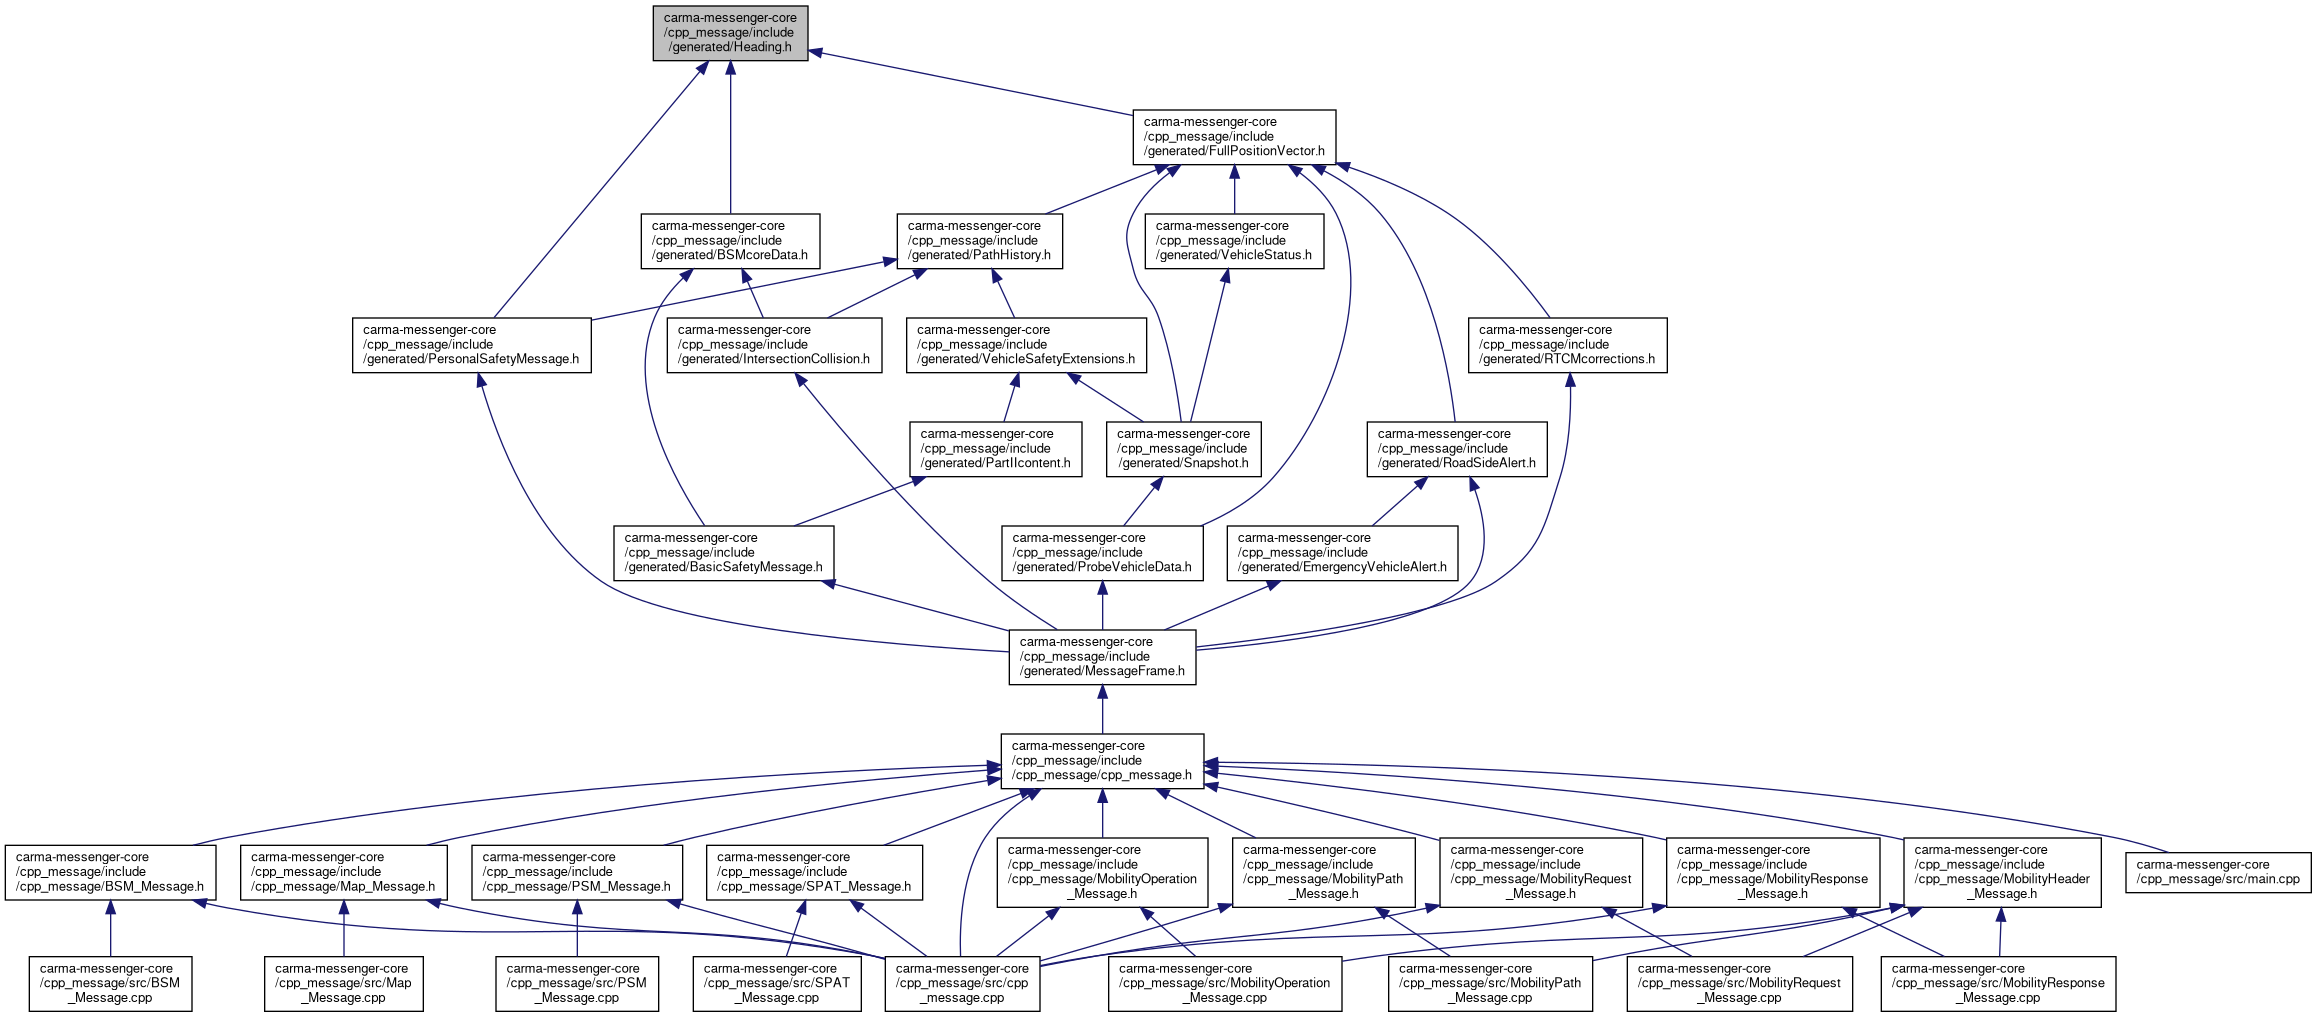 carma-messenger-core
/cpp_message/include
/generated/Heading.h
carma-messenger-core
/cpp_message/include
/generated/FullPositionVector.h
carma-messenger-core
/cpp_message/include
/generated/BSMcoreData.h
carma-messenger-core
/cpp_message/include
/generated/PathHistory.h
carma-messenger-core
/cpp_message/include
/generated/VehicleStatus.h
carma-messenger-core
/cpp_message/include
/generated/PersonalSafetyMessage.h
carma-messenger-core
/cpp_message/include
/generated/IntersectionCollision.h
carma-messenger-core
/cpp_message/include
/generated/VehicleSafetyExtensions.h
carma-messenger-core
/cpp_message/include
/generated/RTCMcorrections.h
carma-messenger-core
/cpp_message/include
/generated/PartIIcontent.h
carma-messenger-core
/cpp_message/include
/generated/Snapshot.h
carma-messenger-core
/cpp_message/include
/generated/RoadSideAlert.h
carma-messenger-core
/cpp_message/include
/generated/BasicSafetyMessage.h
carma-messenger-core
/cpp_message/include
/generated/ProbeVehicleData.h
carma-messenger-core
/cpp_message/include
/generated/EmergencyVehicleAlert.h
carma-messenger-core
/cpp_message/include
/generated/MessageFrame.h
carma-messenger-core
/cpp_message/include
/cpp_message/cpp_message.h
carma-messenger-core
/cpp_message/include
/cpp_message/BSM_Message.h
carma-messenger-core
/cpp_message/include
/cpp_message/Map_Message.h
carma-messenger-core
/cpp_message/include
/cpp_message/PSM_Message.h
carma-messenger-core
/cpp_message/include
/cpp_message/SPAT_Message.h
carma-messenger-core
/cpp_message/include
/cpp_message/MobilityOperation
_Message.h
carma-messenger-core
/cpp_message/include
/cpp_message/MobilityPath
_Message.h
carma-messenger-core
/cpp_message/include
/cpp_message/MobilityRequest
_Message.h
carma-messenger-core
/cpp_message/include
/cpp_message/MobilityResponse
_Message.h
carma-messenger-core
/cpp_message/include
/cpp_message/MobilityHeader
_Message.h
carma-messenger-core
/cpp_message/src/main.cpp
carma-messenger-core
/cpp_message/src/BSM
_Message.cpp
carma-messenger-core
/cpp_message/src/Map
_Message.cpp
carma-messenger-core
/cpp_message/src/PSM
_Message.cpp
carma-messenger-core
/cpp_message/src/SPAT
_Message.cpp
carma-messenger-core
/cpp_message/src/cpp
_message.cpp
carma-messenger-core
/cpp_message/src/MobilityOperation
_Message.cpp
carma-messenger-core
/cpp_message/src/MobilityPath
_Message.cpp
carma-messenger-core
/cpp_message/src/MobilityRequest
_Message.cpp
carma-messenger-core
/cpp_message/src/MobilityResponse
_Message.cpp